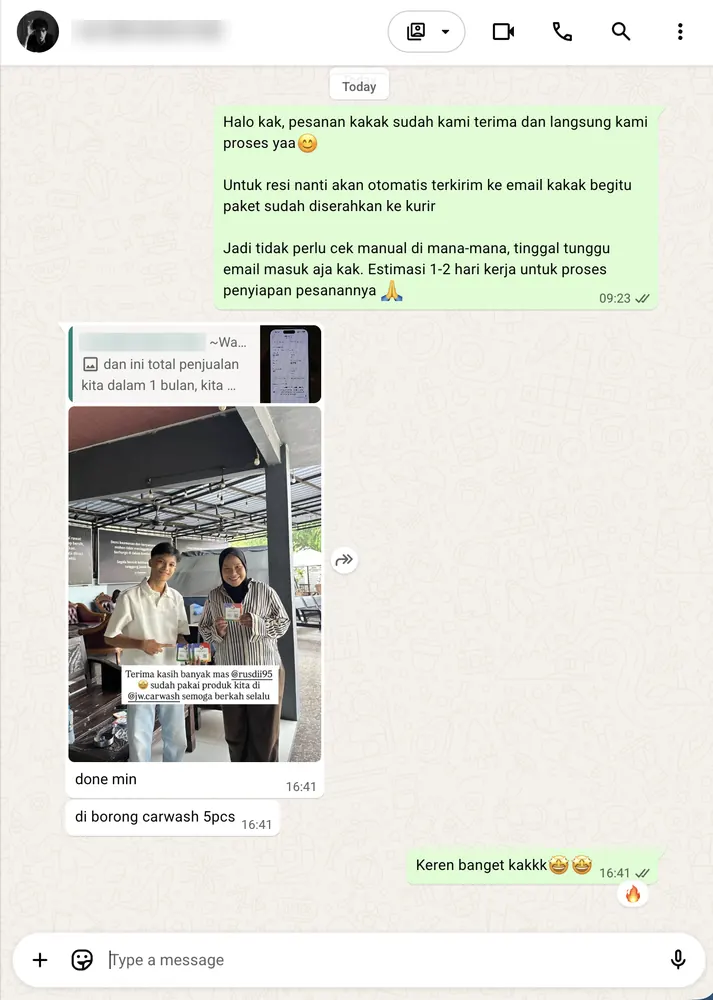 Today
Halo kak, pesanan kakak sudah kami terima dan langsung kami
proses yaa😊
Untuk resi nanti akan otomatis terkirim ke email kakak begitu
paket sudah diserahkan ke kurir
Jadi tidak perlu cek manual di mana-mana, tinggal tunggu
email masuk aja kak. Estimasi 1-2 hari kerja untuk proses
penyiapan pesanannya 🙏
09:23
~Wa...
dan ini total penjualan
kita dalam 1 bulan, kita ...
Terima kasih banyak mas @rusdii95
🤩 sudah pakai produk kita di
@jw.carwash semoga berkah selalu
done min
16:41
di borong carwash 5pcs 16:41
Keren banget kakkk🤩🤩 16:41
🔥
Type a message